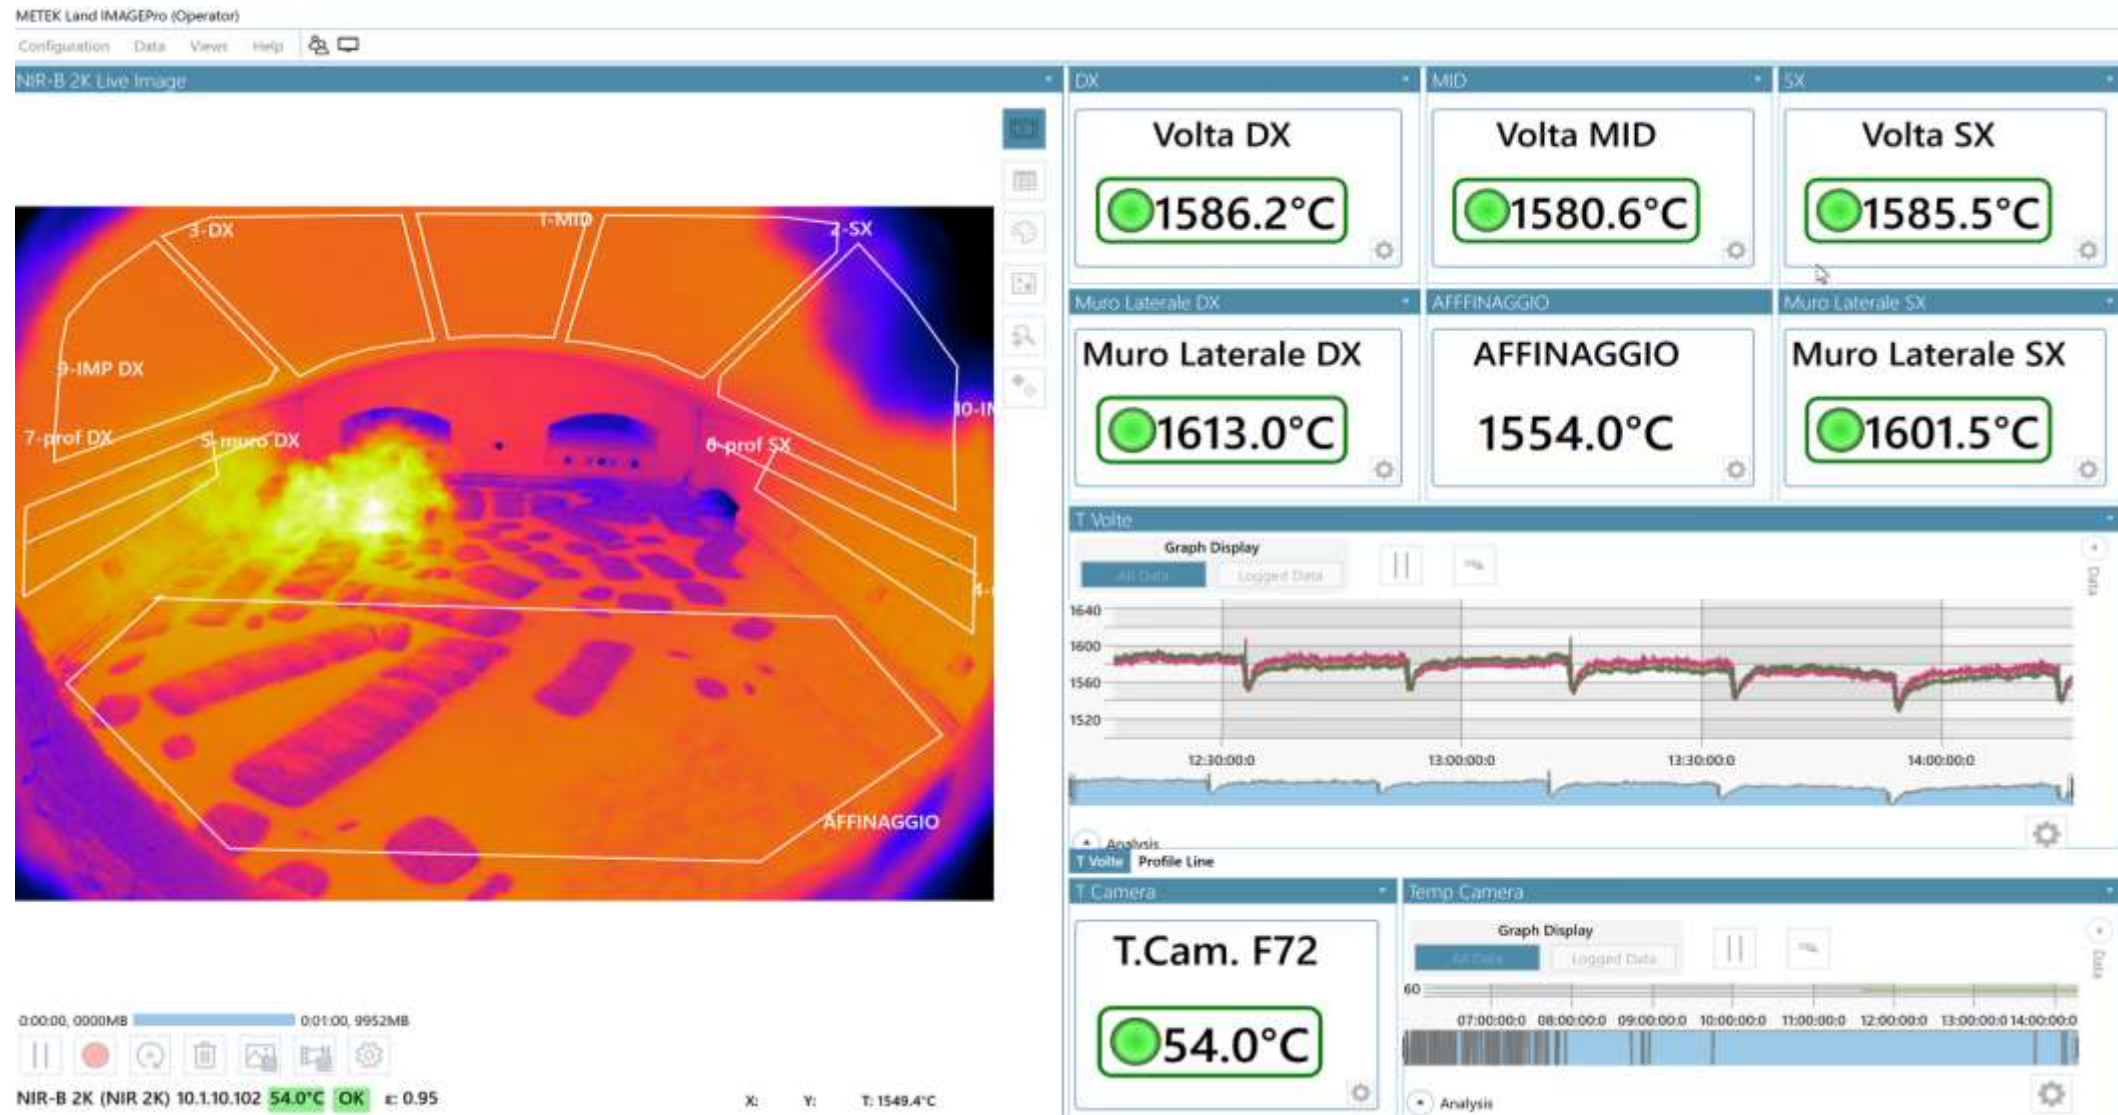 METEK Land IMAGEPro (Operator)
Configuration Data Views Help
NIR-B 2K Live Image
3-DX
1-MID
2-SX
9-IMP DX
7-prof DX
5-muro DX
6-prof SX
AFFINAGGIO
0:00:00, 0000MB
0:01:00, 9952MB
NIR-B 2K (NIR 2K) 10.1.10.102 54.0°C OK ε: 0.95
X: Y: T: 1549.4°C
DX
Volta DX
1586.2°C
MID
Volta MID
1580.6°C
SX
Volta SX
1585.5°C
Muro Laterale DX
Muro Laterale DX
1613.0°C
AFFFINAGGIO
AFFINAGGIO
1554.0°C
Muro Laterale SX
Muro Laterale SX
1601.5°C
T Volte
Graph Display
All Data Logged Data
Data
1640
1600
1560
1520
12:30:00:0 13:00:00:0 13:30:00:0 14:00:00:0
Analysis
T Volte Profile Line
T Camera
T.Cam. F72
54.0°C
Temp Camera
Graph Display
All Data Logged Data
Data
60
07:00:00:0 08:00:00:0 09:00:00:0 10:00:00:0 11:00:00:0 12:00:00:0 13:00:00:0 14:00:00:0
Analysis